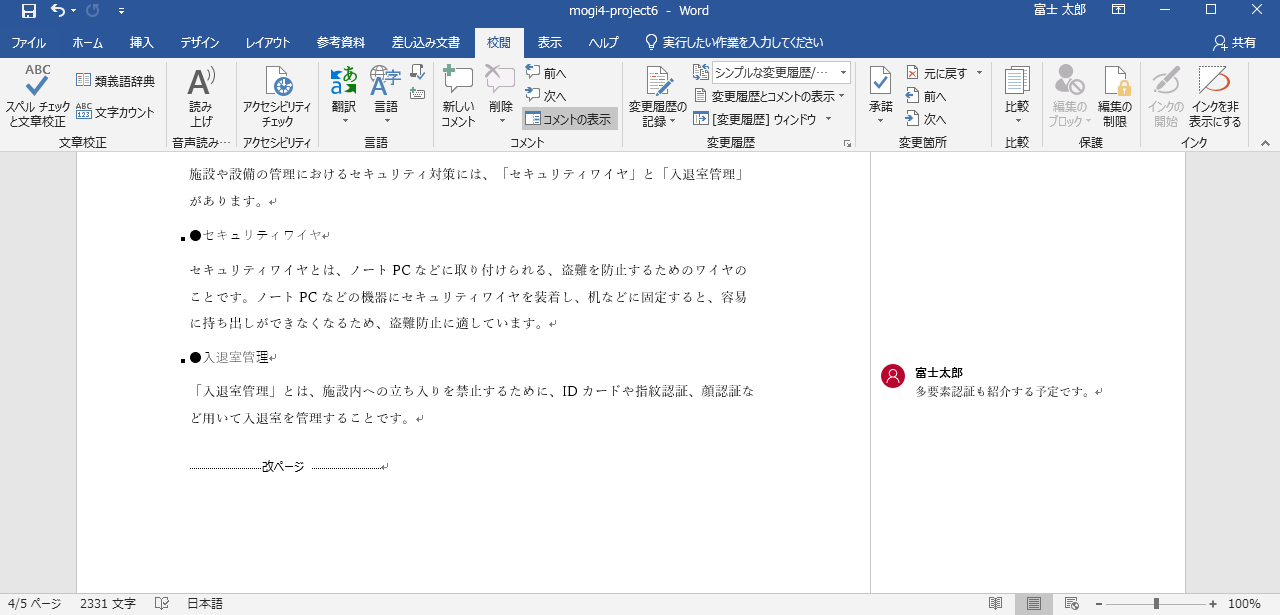 mogi4-project6 - Word
富士 太郎
ファイル ホーム 挿入 デザイン レイアウト 参考資料 差し込み文書 校閲 表示 ヘルプ 実行したい作業を入力してください 共有
ABC
スペル チェックと文章校正
類義語辞典
ABC
123
文字カウント
文章校正
A
読み上げ
音声読み…
アクセシビリティ チェック
アクセシビリティ
あ
a
翻訳
A字
言語
言語
新しいコメント
削除
前へ
次へ
コメントの表示
コメント
変更履歴の記録
シンプルな変更履歴/…
変更履歴とコメントの表示
[変更履歴] ウィンドウ
変更履歴
承諾
元に戻す
前へ
次へ
変更箇所
比較
比較
編集のブロック
編集の制限
保護
インクの開始
インクを非表示にする
インク
施設や設備の管理におけるセキュリティ対策には、「セキュリティワイヤ」と「入退室管理」
があります。
●セキュリティワイヤ
セキュリティワイヤとは、ノート PC などに取り付けられる、盗難を防止するためのワイヤの
ことです。ノート PC などの機器にセキュリティワイヤを装着し、机などに固定すると、容易
に持ち出しができなくなるため、盗難防止に適しています。
●入退室管理
「入退室管理」とは、施設内への立ち入りを禁止するために、ID カードや指紋認証、顔認証な
ど用いて入退室を管理することです。
富士太郎
多要素認証も紹介する予定です。
改ページ
4/5 ページ 2331 文字 日本語 100%